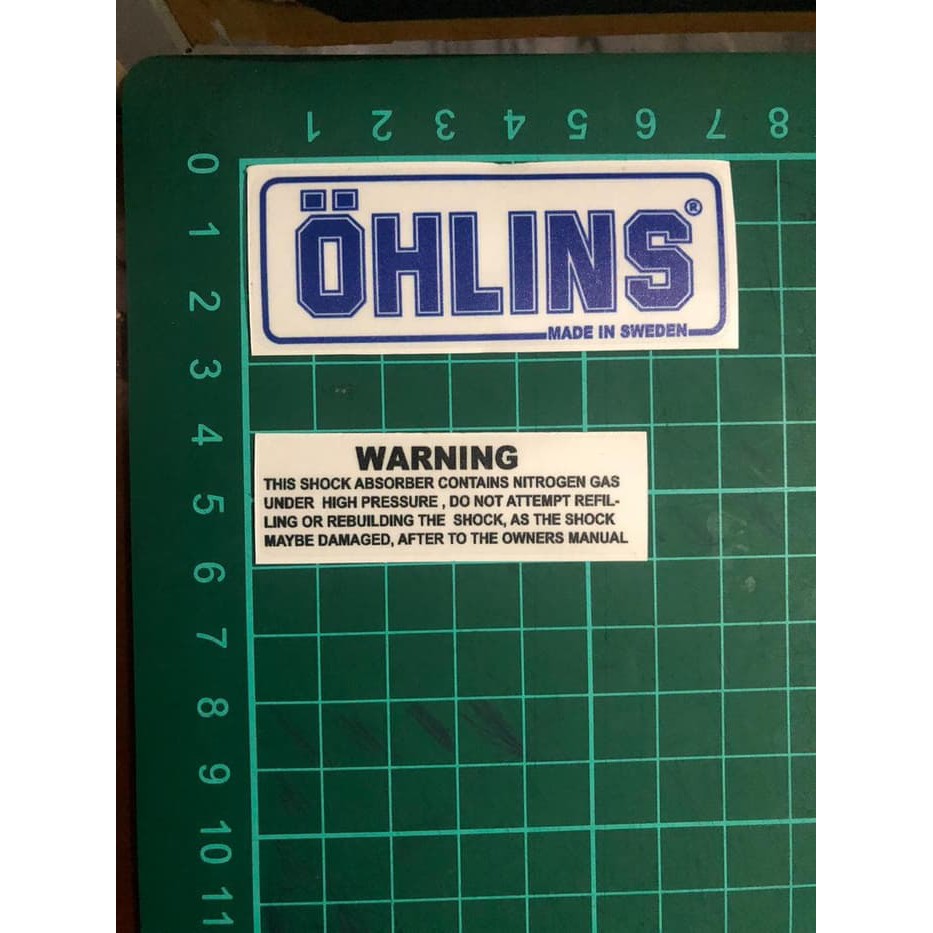 1 2 3 4 5 6 7 8
0
1
2
3
4
5
6
7
8
9
10
11
ÖHLINS®
MADE IN SWEDEN
WARNING
THIS SHOCK ABSORBER CONTAINS NITROGEN GAS
UNDER HIGH PRESSURE , DO NOT ATTEMPT REFIL-
LING OR REBUILDING THE SHOCK, AS THE SHOCK
MAYBE DAMAGED, AFTER TO THE OWNERS MANUAL